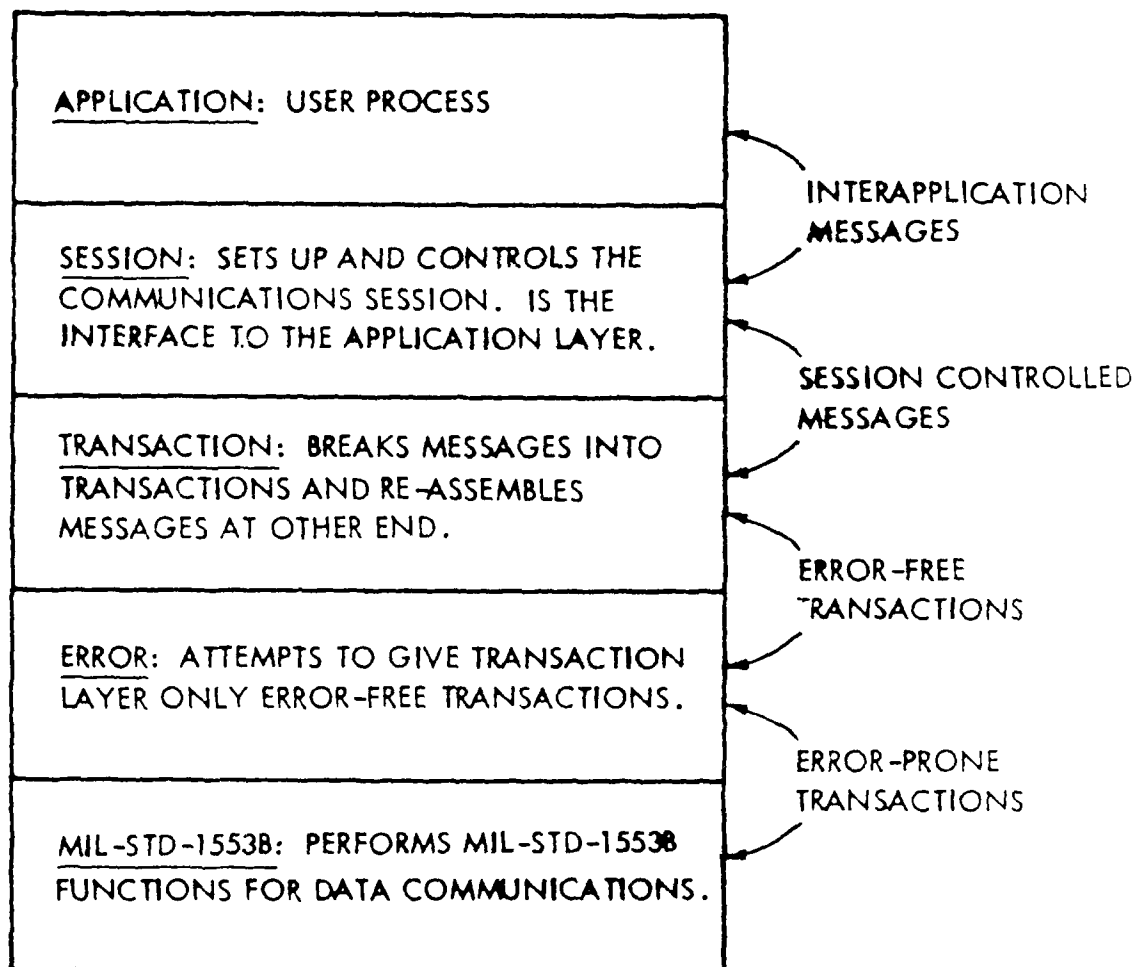 APPLICATION: USER PROCESS
INTERAPPLICATION
MESSAGES
SESSION: SETS UP AND CONTROLS THE
COMMUNICATIONS SESSION. IS THE
INTERFACE TO THE APPLICATION LAYER.
SESSION CONTROLLED
MESSAGES
TRANSACTION: BREAKS MESSAGES INTO
TRANSACTIONS AND RE-ASSEMBLES
MESSAGES AT OTHER END.
ERROR-FREE
TRANSACTIONS
ERROR: ATTEMPTS TO GIVE TRANSACTION
LAYER ONLY ERROR-FREE TRANSACTIONS.
ERROR-PRONE
TRANSACTIONS
MIL-STD-1553B: PERFORMS MIL-STD-1553B
FUNCTIONS FOR DATA COMMUNICATIONS.